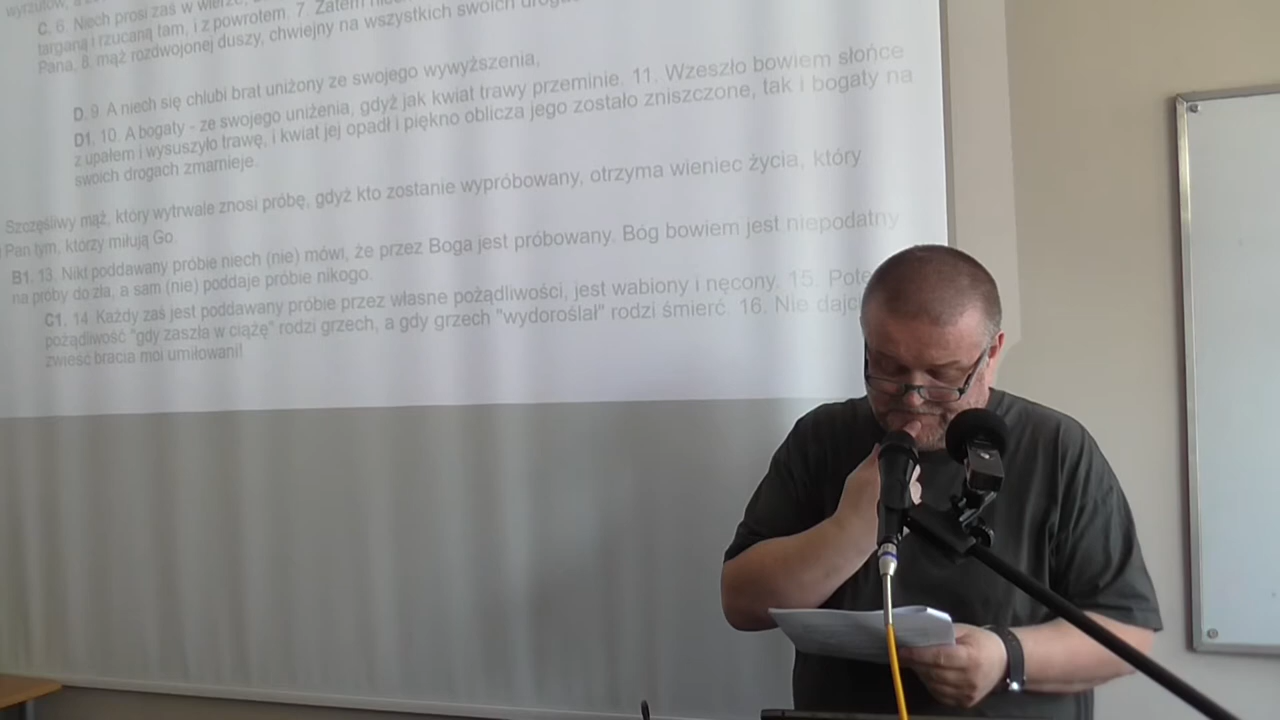 C. 6. Niech prosi zaś w wierze,
targaną i rzucaną tam, i z powrotem. 7. Zatem
Pana, 8. mąż rozdwojonej duszy, chwiejny na wszystkich swoich
D. 9. A niech się chlubi brat uniżony ze swojego wywyższenia,
D1. 10. A bogaty - ze swojego uniżenia, gdyż jak kwiat trawy przeminie. 11. Wzeszło bowiem słońce
z upałem i wysuszyło trawę, i kwiat jej opadł i piękno oblicza jego zostało zniszczone, tak i bogaty na
swoich drogach zmarnieje.
Szczęśliwy mąż, który wytrwale znosi próbę, gdyż kto zostanie wypróbowany, otrzyma wieniec życia, który
Pan tym, którzy miłują Go.
B1. 13. Nikt poddawany próbie niech (nie) mówi, że przez Boga jest próbowany. Bóg bowiem jest niepodatny
na próby do zła, a sam (nie) poddaje próbie nikogo.
C1. 14. Każdy zaś jest poddawany próbie przez własne pożądliwości, jest wabiony i nęcony. 15.
pożądliwość "gdy zaszła w ciążę" rodzi grzech, a gdy grzech "wydoroślał" rodzi śmierć. 16. Nie
zwieść bracia moi umiłowani!